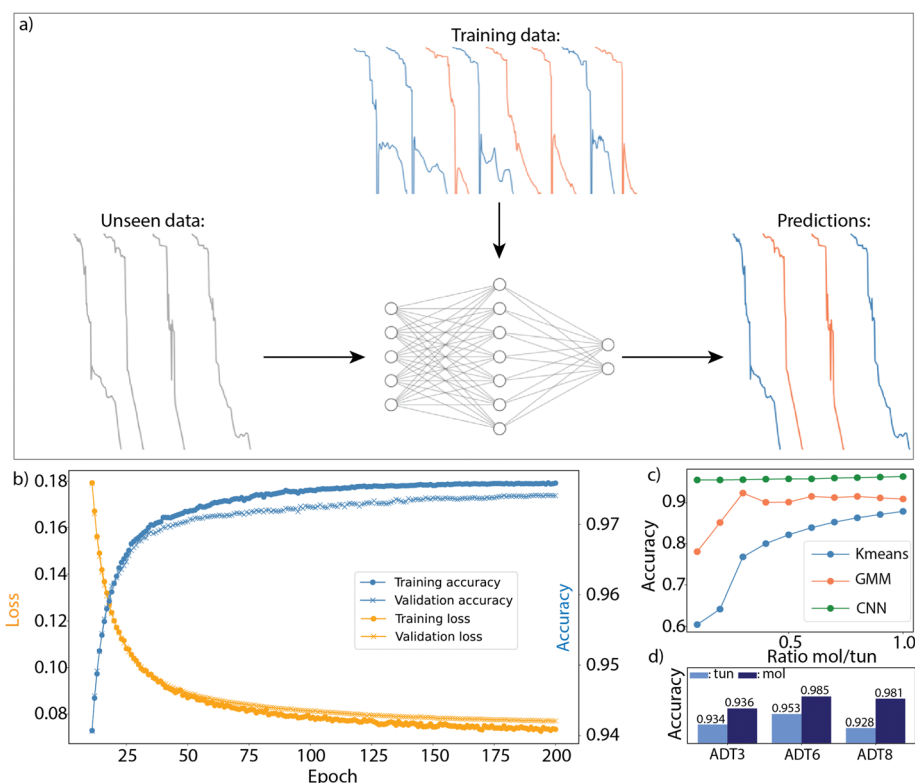 a)
Training data:
Unseen data:
Predictions:
b)
0.18
0.16
0.14
0.12
0.10
0.08
Loss
25
50
75
100
125
150
175
200
Epoch
0.97
0.96
0.95
0.94
Accuracy
Training accuracy
Validation accuracy
Training loss
Validation loss
c)
0.9
0.8
0.7
0.6
Accuracy
Kmeans
GMM
CNN
0.5
1.0
Ratio mol/tun
d)
Accuracy
: tun
: mol
0.934
0.936
0.953
0.985
0.928
0.981
ADT3
ADT6
ADT8